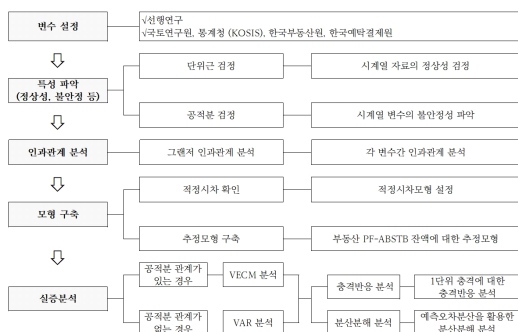 변수 설정
√선행연구
√국토연구원, 통계청 (KOSIS), 한국부동산원, 한국예탁결제원
특성 파악
(정상성, 불안정 등)
단위근 검정
시계열 자료의 정상성 검정
공적분 검정
시계열 변수의 불안정성 파악
인과관계 분석
그랜저 인과관계 분석
각 변수간 인과관계 분석
모형 구축
적정시차 확인
적정시차모형 설정
추정모형 구축
부동산 PF-ABSTB 잔액에 대한 추정모형
실증분석
공적분 관계가
있는 경우
VECM 분석
공적분 관계가
없는 경우
VAR 분석
충격반응 분석
1단위 충격에 대한
충격반응 분석
분산분해 분석
예측오차분산을 활용한
분산분해 분석